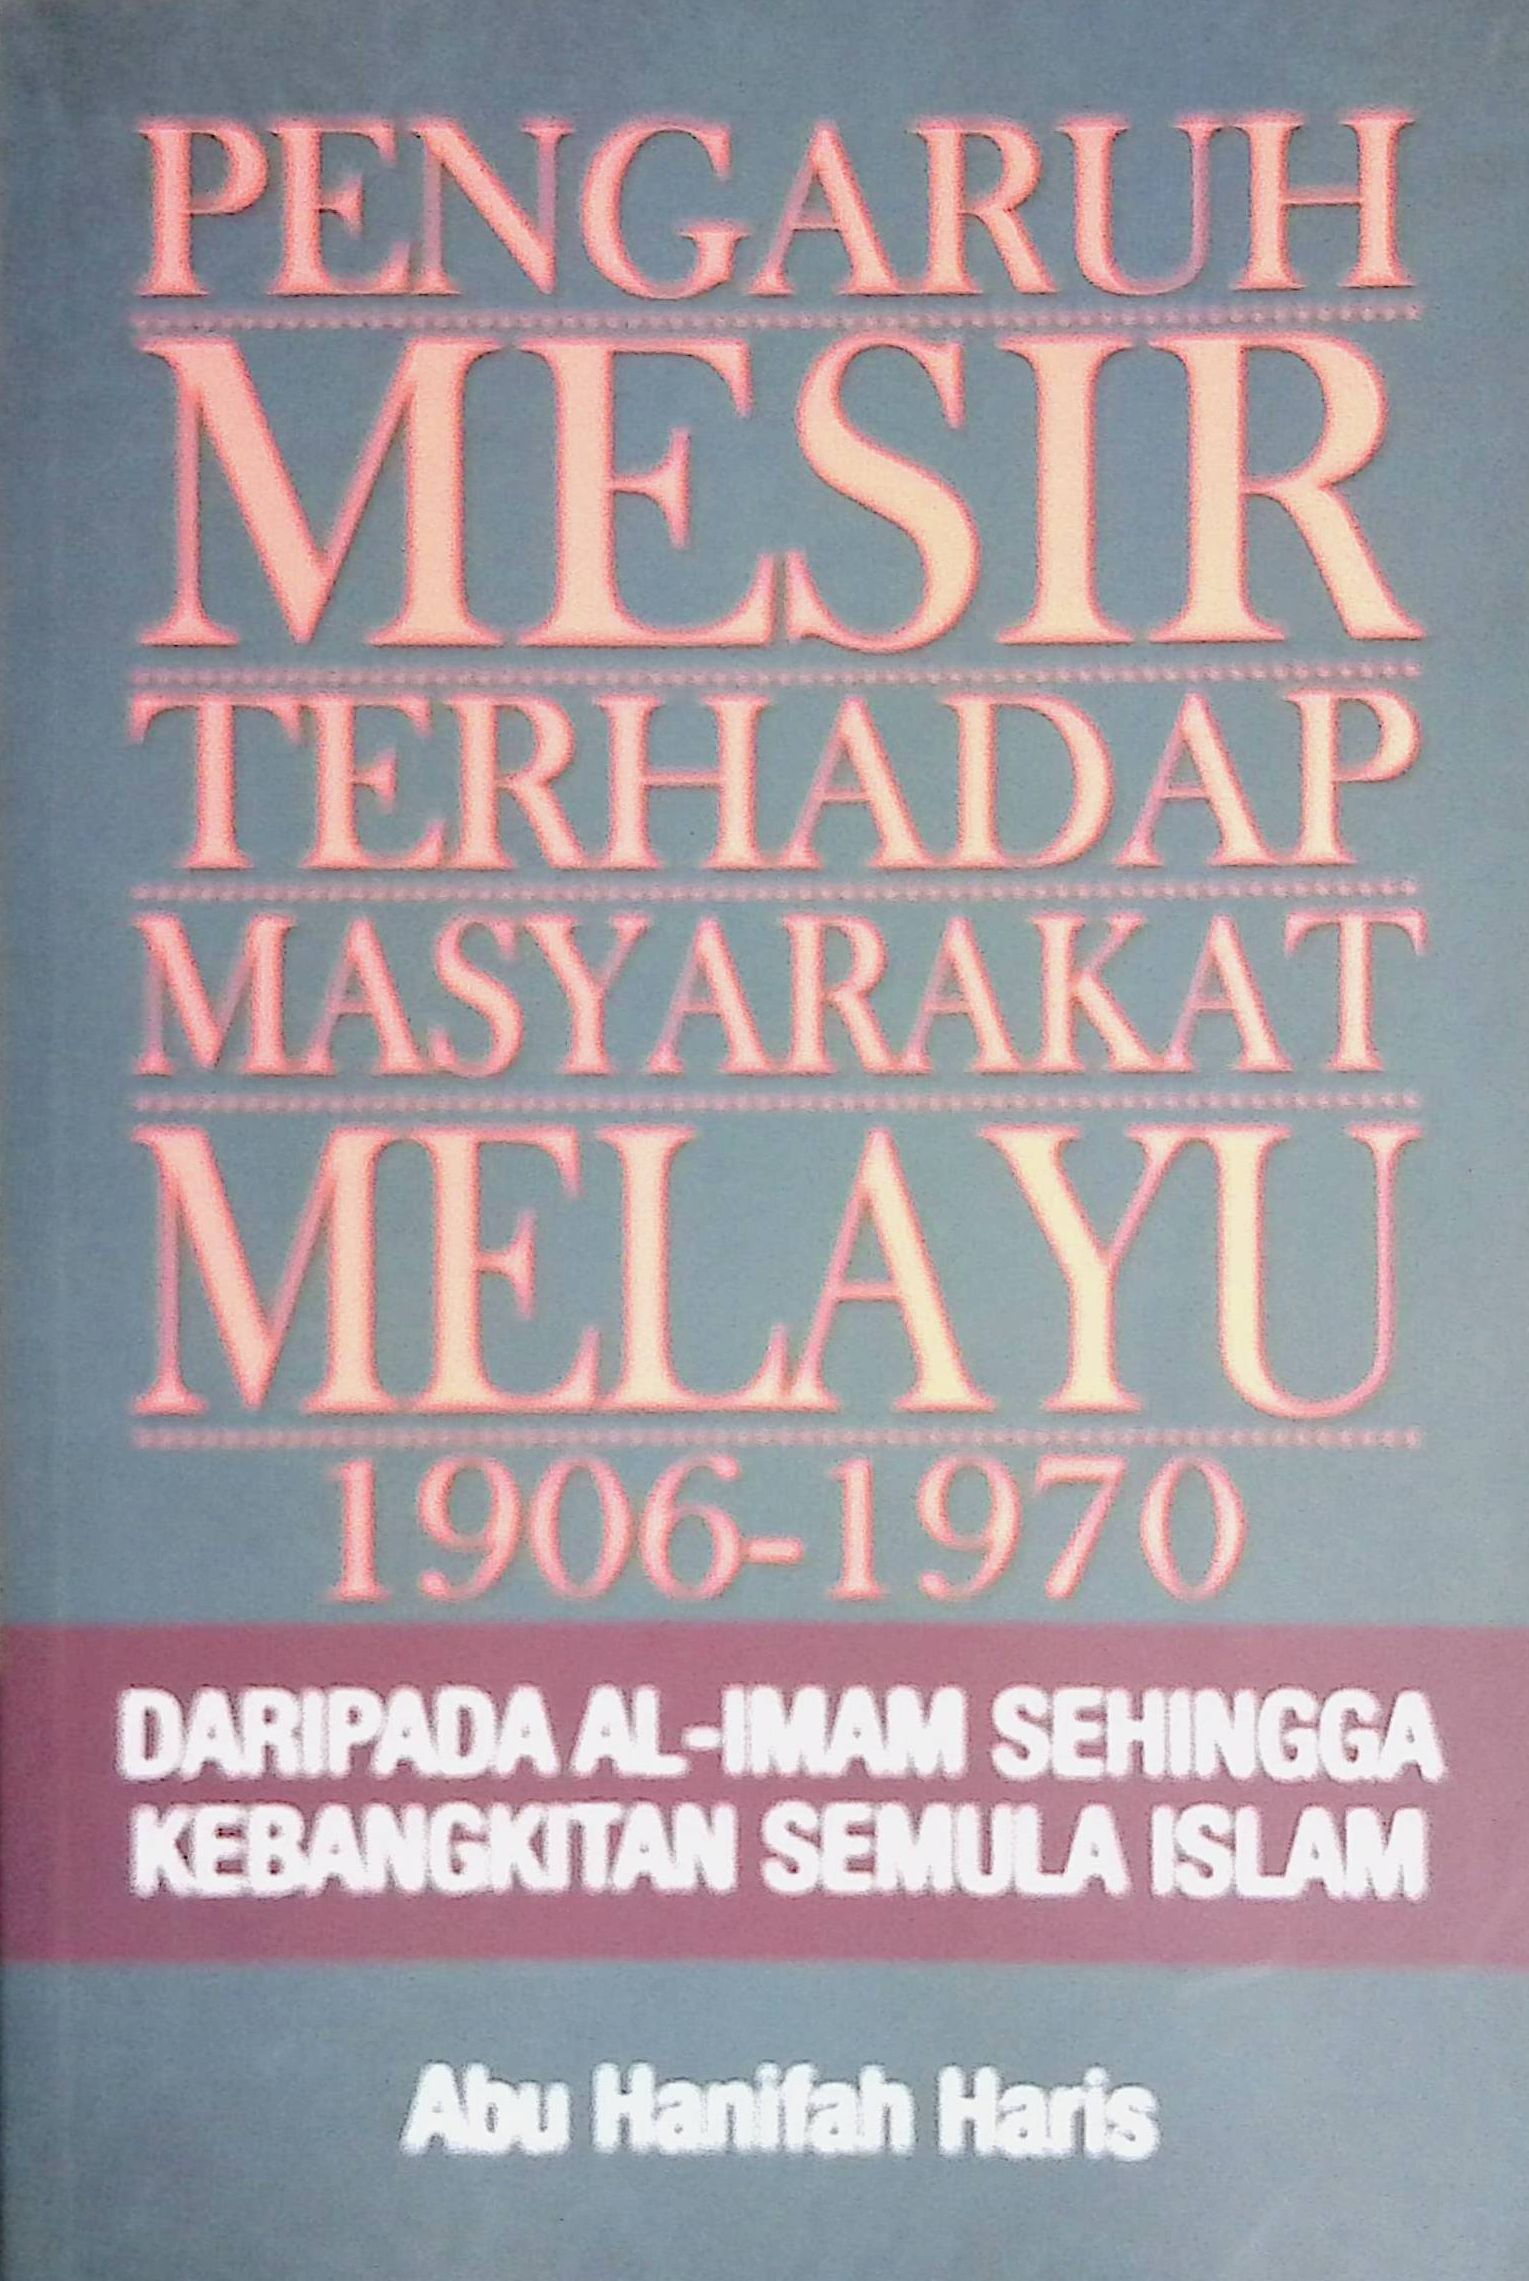 PENGARUH
MESIR
TERHADAP
MASYARAKAT
MELAYU
1906-1970
DARIPADA AL-IMAM SEHINGGA
KEBANGKITAN SEMULA ISLAM
Abu Hanifah Haris